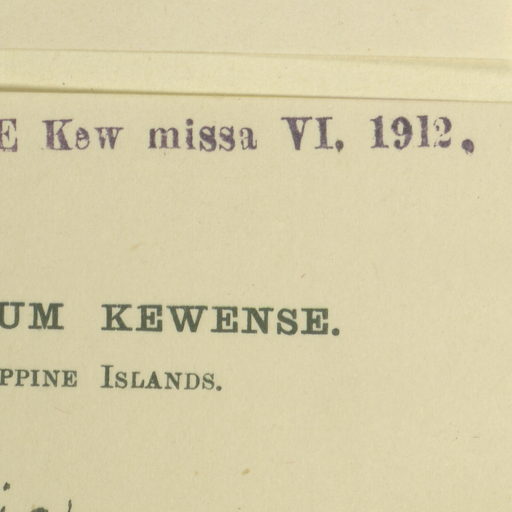 E Kew missa VI. 1912.
UM KEWENSE.
PPINE ISLANDS.